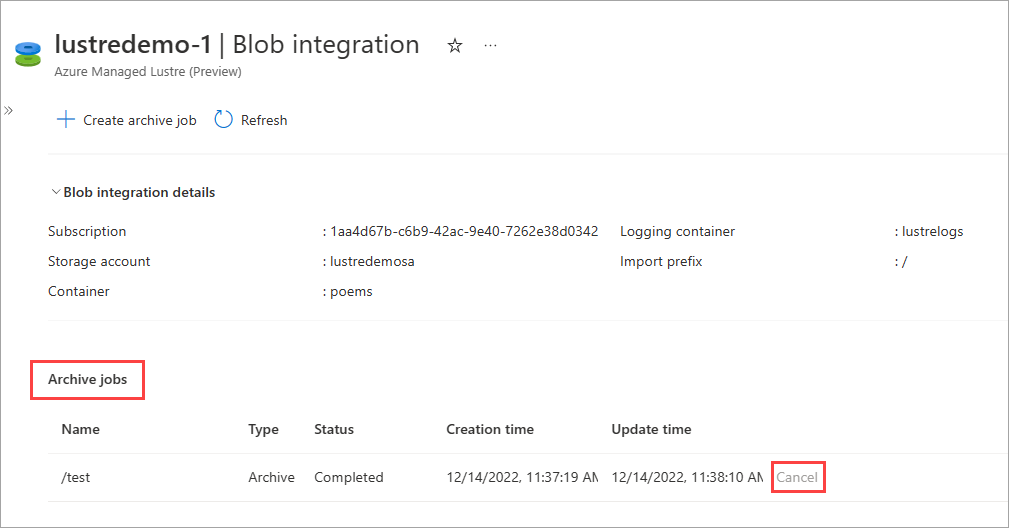 lustredemo-1 | Blob integration
Azure Managed Lustre (Preview)
Create archive job Refresh
Blob integration details
Subscription : 1aa4d67b-c6b9-42ac-9e40-7262e38d0342 Logging container : lustrelogs
Storage account : lustredemosa Import prefix : /
Container : poems
Archive jobs
Name Type Status Creation time Update time
/test Archive Completed 12/14/2022, 11:37:19 AM 12/14/2022, 11:38:10 AM Cancel